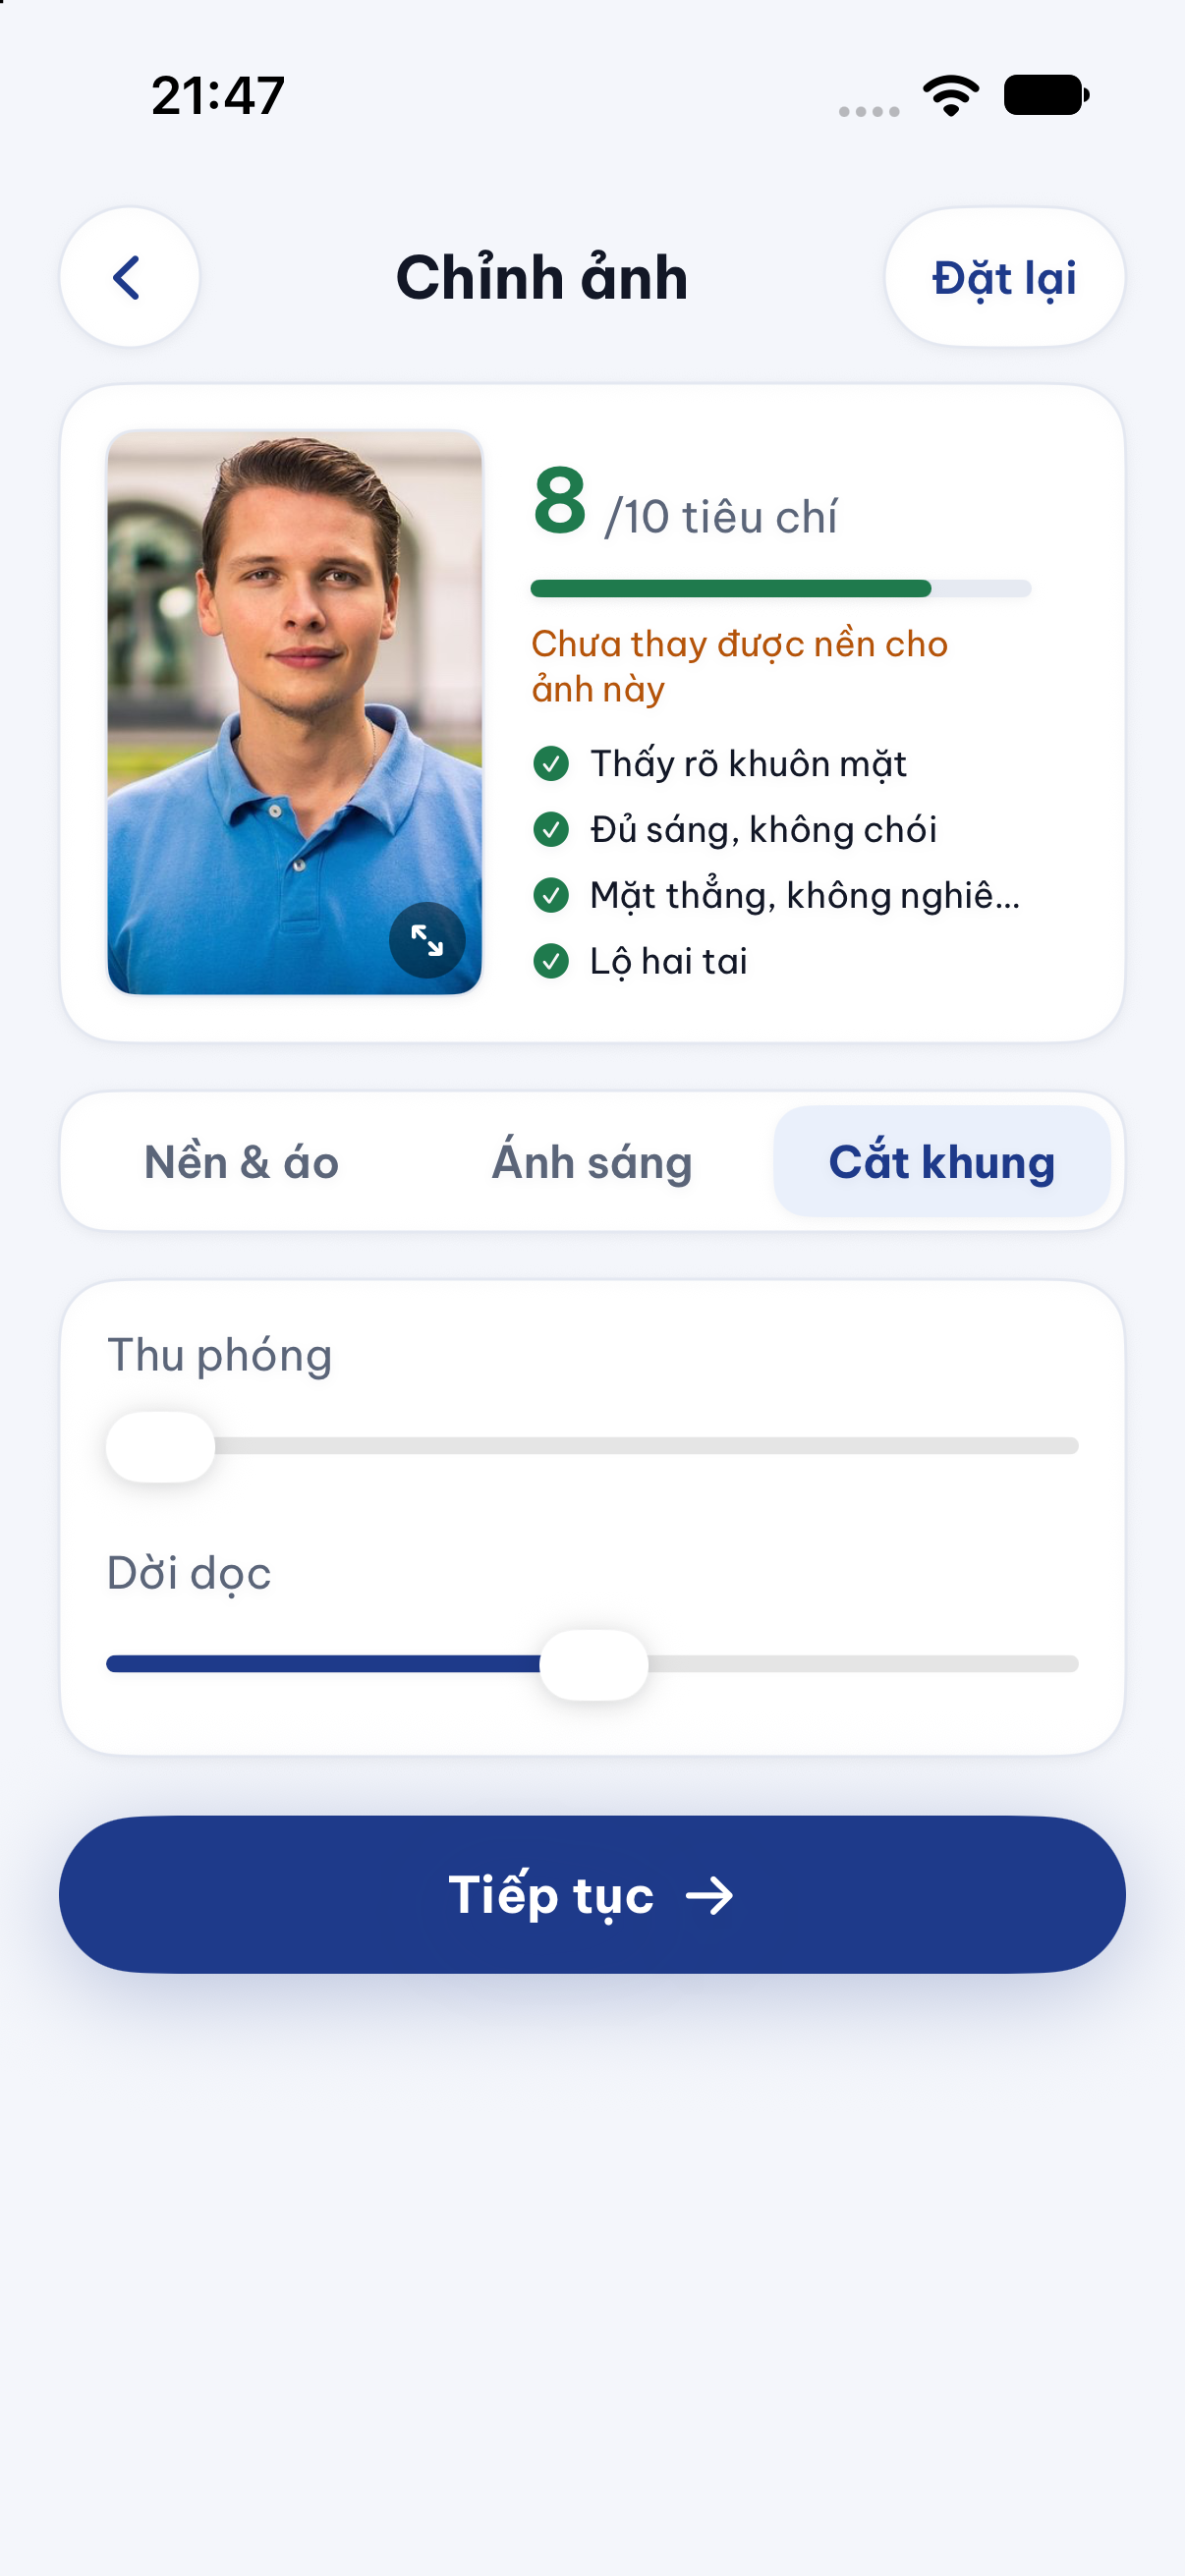 21:47
Chỉnh ảnh
Đặt lại
8 /10 tiêu chí
Chưa thay được nền cho
ảnh này
Thấy rõ khuôn mặt
Đủ sáng, không chói
Mặt thẳng, không nghiê...
Lộ hai tai
Nền & áo
Ánh sáng
Cắt khung
Thu phóng
Dời dọc
Tiếp tục →